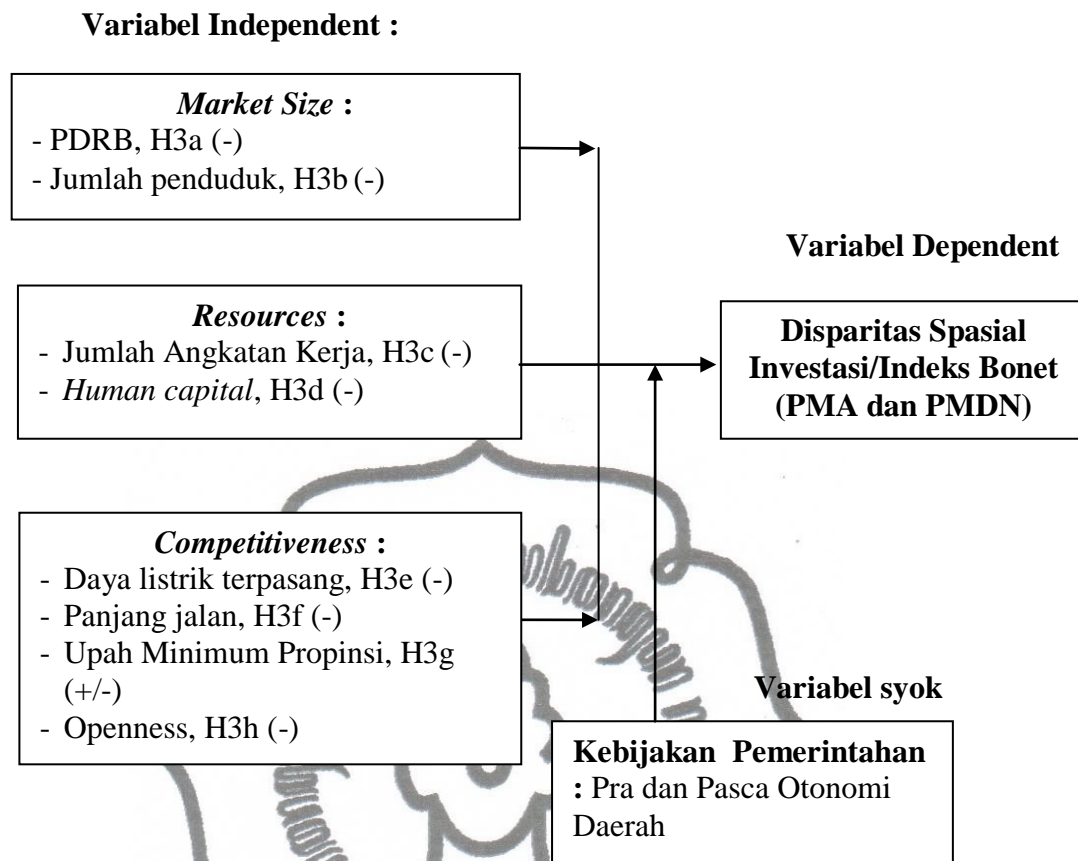 Variabel Independent :
Market Size :
- PDRB, H3a (-)
- Jumlah penduduk, H3b (-)
Resources :
- Jumlah Angkatan Kerja, H3c (-)
- Human capital, H3d (-)
Competitiveness :
- Daya listrik terpasang, H3e (-)
- Panjang jalan, H3f (-)
- Upah Minimum Propinsi, H3g
(+/-)
- Openness, H3h (-)
Variabel Dependent
Disparitas Spasial
Investasi/Indeks Bonet
(PMA dan PMDN)
Variabel syok
Kebijakan Pemerintahan
: Pra dan Pasca Otonomi
Daerah